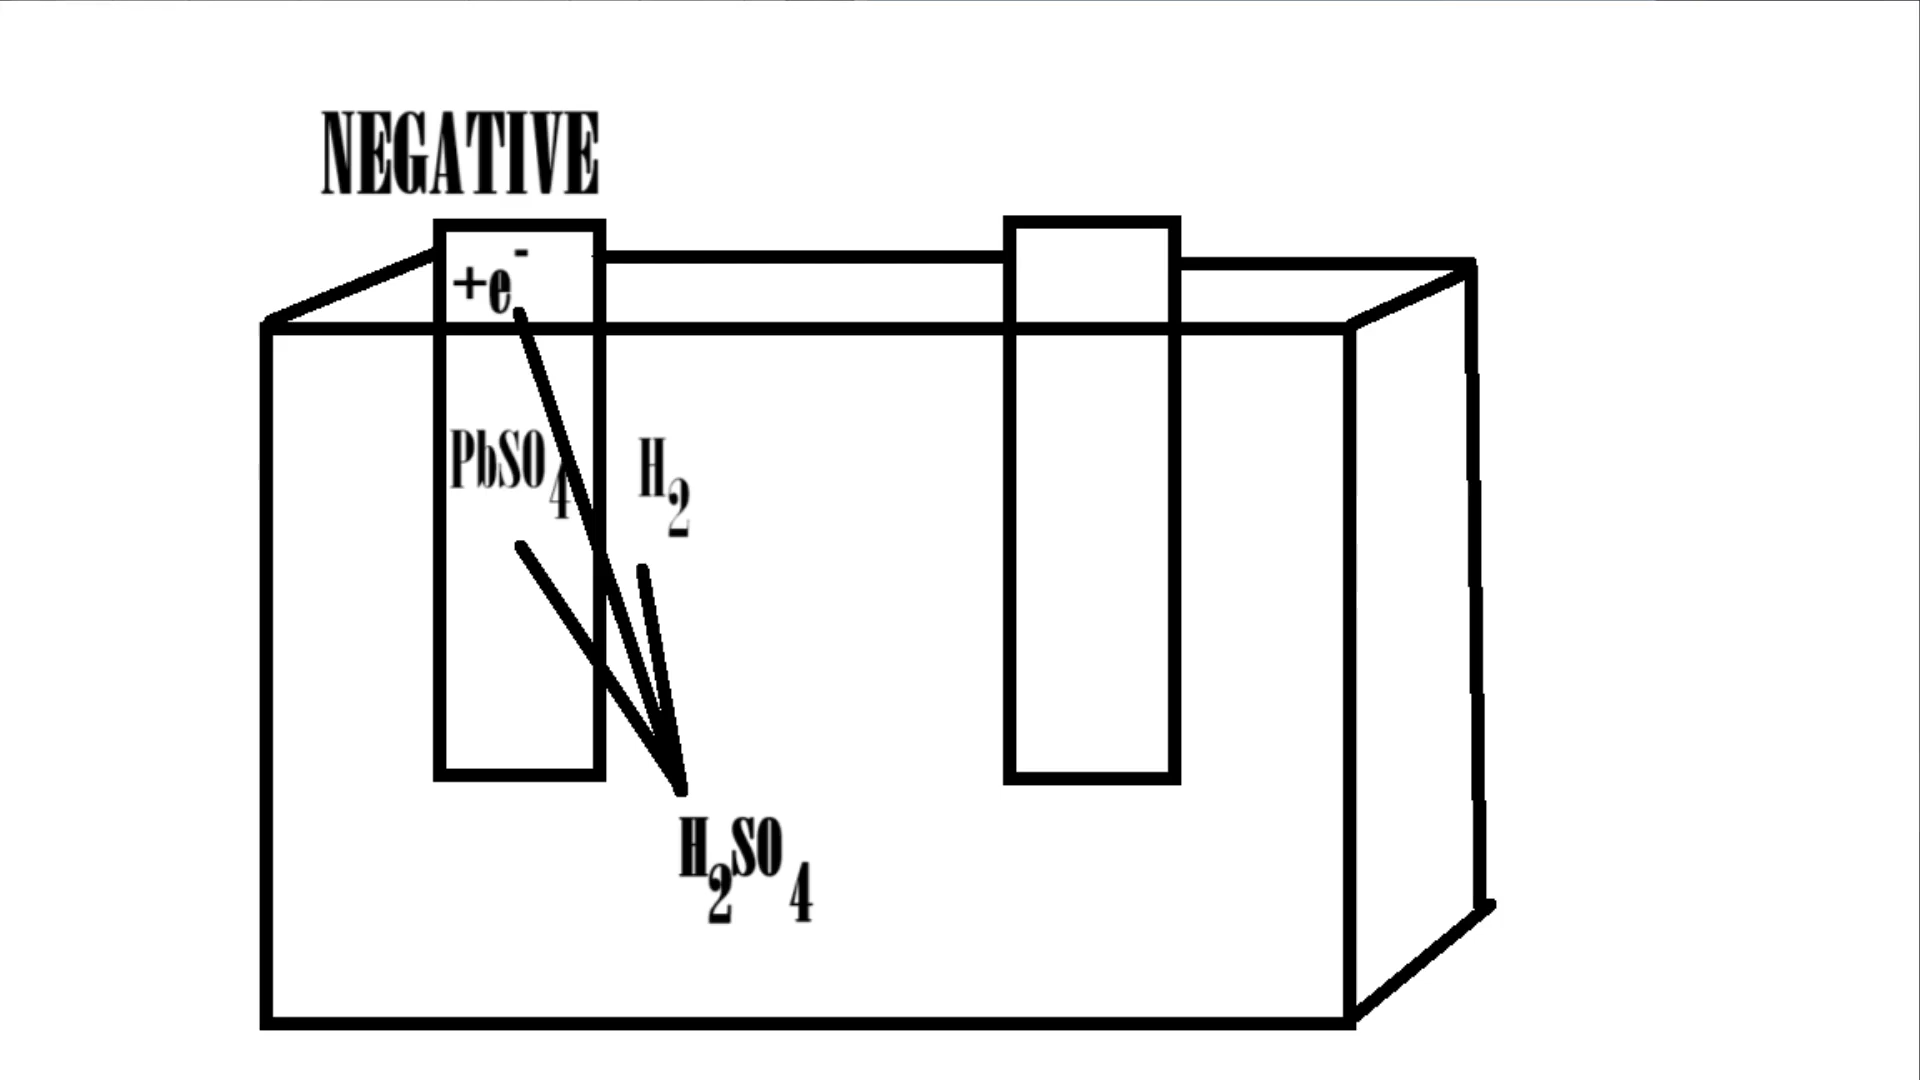 NEGATIVE
+e⁻
PbSO₄
H₂
H₂SO₄